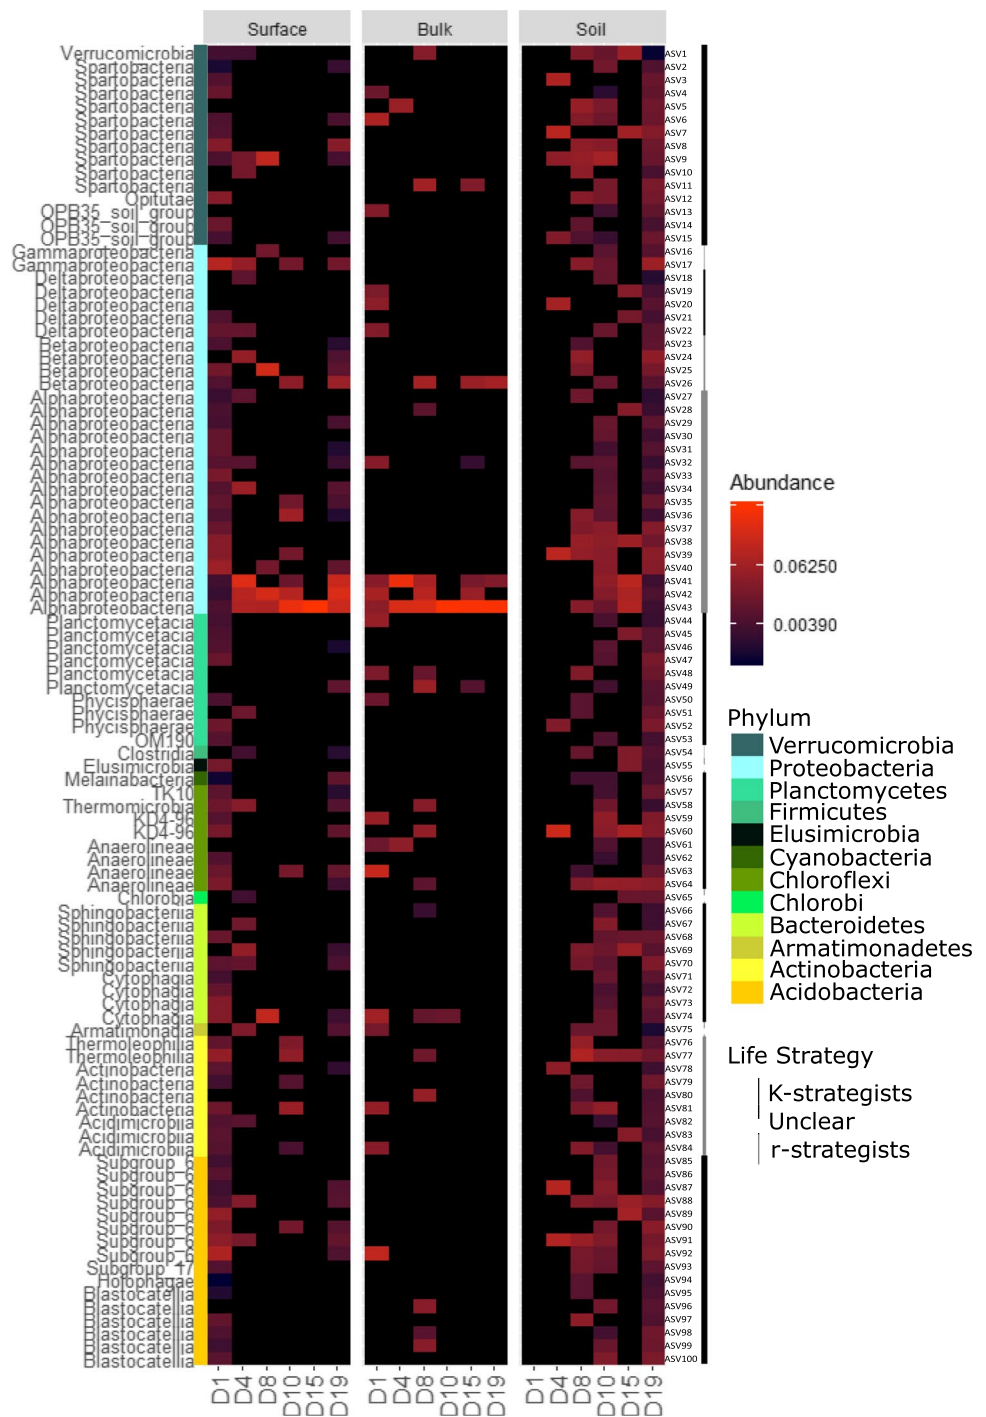 Surface Bulk Soil
Verrucomicrobia ASV1
Spartobacteria ASV2
Spartobacteria ASV3
Spartobacteria ASV4
Spartobacteria ASV5
Spartobacteria ASV6
Spartobacteria ASV7
Spartobacteria ASV8
Spartobacteria ASV9
Spartobacteria ASV10
Spartobacteria ASV11
Opitutae ASV12
OPB35_soil_group ASV13
OPB35_soil_group ASV14
OPB35_soil_group ASV15
Gammaproteobacteria ASV16
Gammaproteobacteria ASV17
Deltaproteobacteria ASV18
Deltaproteobacteria ASV19
Deltaproteobacteria ASV20
Deltaproteobacteria ASV21
Deltaproteobacteria ASV22
Betaproteobacteria ASV23
Betaproteobacteria ASV24
Betaproteobacteria ASV25
Betaproteobacteria ASV26
Alphaproteobacteria ASV27
Alphaproteobacteria ASV28
Alphaproteobacteria ASV29
Alphaproteobacteria ASV30
Alphaproteobacteria ASV31
Alphaproteobacteria ASV32
Alphaproteobacteria ASV33
Alphaproteobacteria ASV34
Alphaproteobacteria ASV35
Alphaproteobacteria ASV36
Alphaproteobacteria ASV37
Alphaproteobacteria ASV38
Alphaproteobacteria ASV39
Alphaproteobacteria ASV40
Alphaproteobacteria ASV41
Alphaproteobacteria ASV42
Alphaproteobacteria ASV43
Planctomycetacia ASV44
Planctomycetacia ASV45
Planctomycetacia ASV46
Planctomycetacia ASV47
Planctomycetacia ASV48
Planctomycetacia ASV49
Phycisphaerae ASV50
Phycisphaerae ASV51
Phycisphaerae ASV52
OM190 ASV53
Clostridia ASV54
Elusimicrobia ASV55
Melainabacteria ASV56
TK10 ASV57
Thermomicrobia ASV58
KD4-96 ASV59
KD4-96 ASV60
Anaerolineae ASV61
Anaerolineae ASV62
Anaerolineae ASV63
Anaerolineae ASV64
Chlorobia ASV65
Sphingobacteriia ASV66
Sphingobacteriia ASV67
Sphingobacteriia ASV68
Sphingobacteriia ASV69
Sphingobacteriia ASV70
Cytophagia ASV71
Cytophagia ASV72
Cytophagia ASV73
Cytophagia ASV74
Armatimonadia ASV75
Thermoleophilia ASV76
Thermoleophilia ASV77
Actinobacteria ASV78
Actinobacteria ASV79
Actinobacteria ASV80
Actinobacteria ASV81
Acidimicrobiia ASV82
Acidimicrobiia ASV83
Acidimicrobiia ASV84
Subgroup_6 ASV85
Subgroup_6 ASV86
Subgroup_6 ASV87
Subgroup_6 ASV88
Subgroup_6 ASV89
Subgroup_6 ASV90
Subgroup_6 ASV91
Subgroup_6 ASV92
Subgroup_17 ASV93
Holophagae ASV94
Blastocatellia ASV95
Blastocatellia ASV96
Blastocatellia ASV97
Blastocatellia ASV98
Blastocatellia ASV99
Blastocatellia ASV100
D1 D4 D8 D10 D15 D19 D1 D4 D8 D10 D15 D19 D1 D4 D8 D10 D15 D19
Abundance
0.06250
0.00390
Phylum
Verrucomicrobia
Proteobacteria
Planctomycetes
Firmicutes
Elusimicrobia
Cyanobacteria
Chloroflexi
Chlorobi
Bacteroidetes
Armatimonadetes
Actinobacteria
Acidobacteria
Life Strategy
K-strategists
Unclear
r-strategists